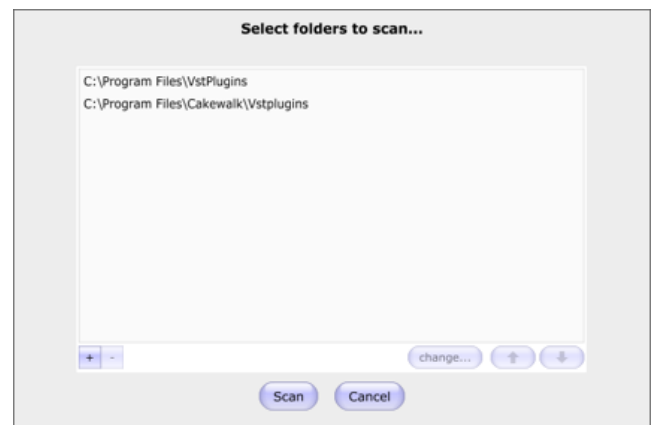 Select folders to scan...
C:\Program Files\VstPlugins
C:\Program Files\Cakewalk\Vstplugins
+ - change...
Scan Cancel